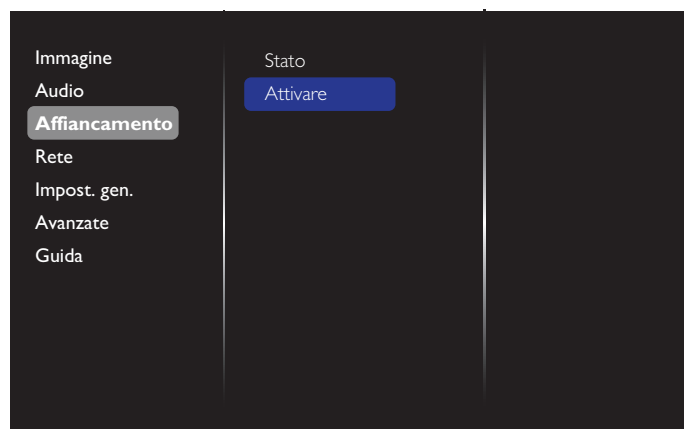 Immagine
Audio
Affiancamento
Rete
Impost. gen.
Avanzate
Guida
Stato
Attivare